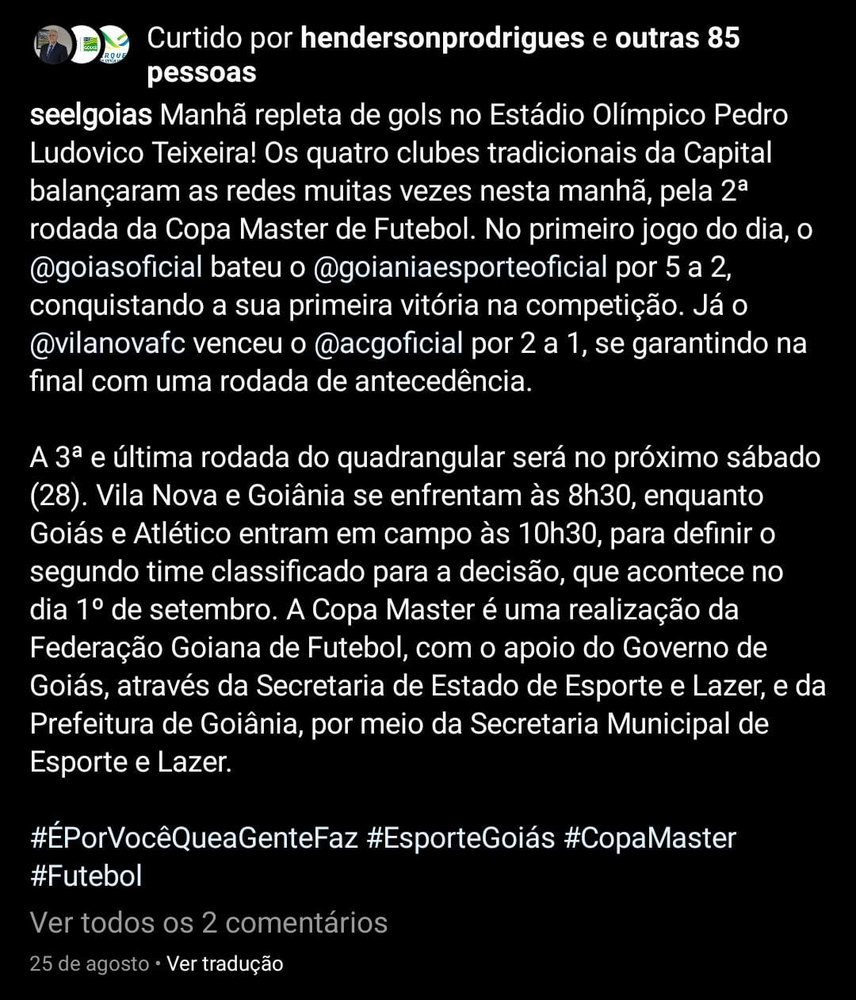 Curtido por hendersonprodrigues e outras 85
pessoas
seelgoias Manhã repleta de gols no Estádio Olímpico Pedro
Ludovico Teixeira! Os quatro clubes tradicionais da Capital
balançaram as redes muitas vezes nesta manhã, pela 2ª
rodada da Copa Master de Futebol. No primeiro jogo do dia, o
@goiasoficial bateu o @goianiaesporteoficial por 5 a 2,
conquistando a sua primeira vitória na competição. Já o
@vilanovafc venceu o @acgoficial por 2 a 1, se garantindo na
final com uma rodada de antecedência.
A 3ª e última rodada do quadrangular será no próximo sábado
(28). Vila Nova e Goiânia se enfrentam às 8h30, enquanto
Goiás e Atlético entram em campo às 10h30, para definir o
segundo time classificado para a decisão, que acontece no
dia 1º de setembro. A Copa Master é uma realização da
Federação Goiana de Futebol, com o apoio do Governo de
Goiás, através da Secretaria de Estado de Esporte e Lazer, e da
Prefeitura de Goiânia, por meio da Secretaria Municipal de
Esporte e Lazer.
#ÉPorVocêQueaGenteFaz #EsporteGoiás #CopaMaster
#Futebol
Ver todos os 2 comentários
25 de agosto • Ver tradução